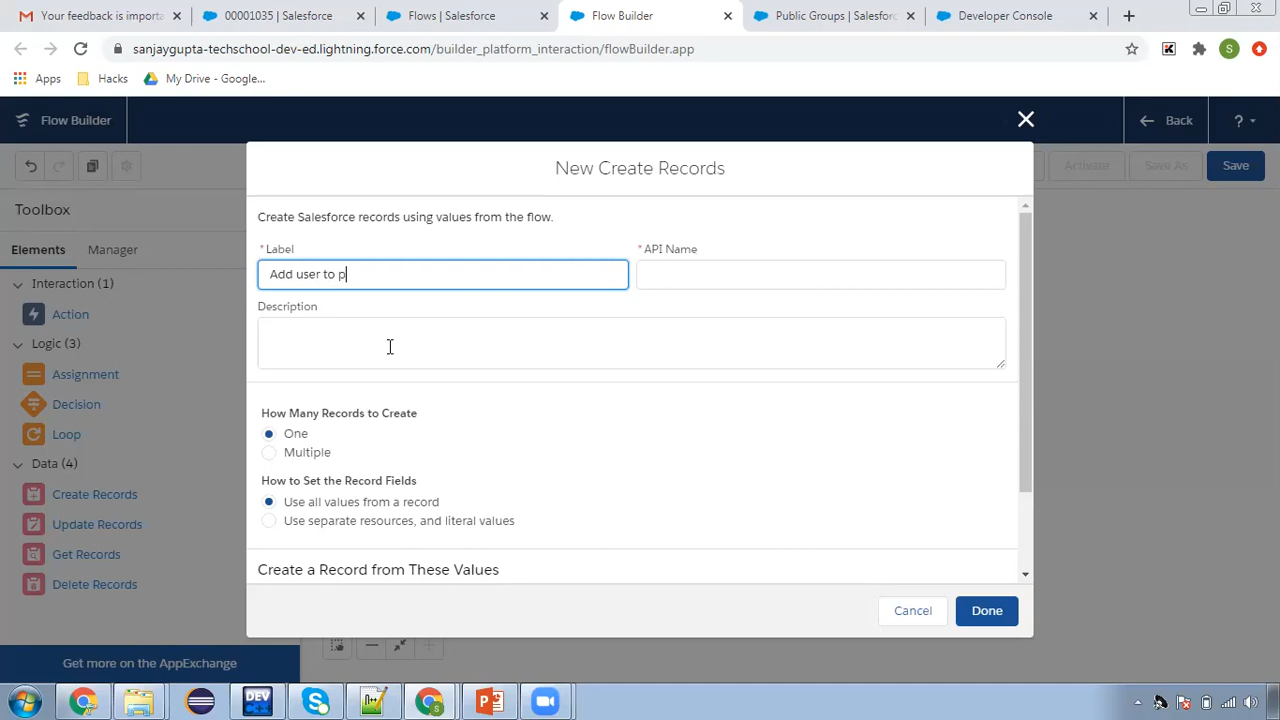 Your feedback is importa
00001035 | Salesforce
Flows | Salesforce
Flow Builder
Public Groups | Salesforc
Developer Console
sanjaygupta-techschool-dev-ed.lightning.force.com/builder_platform_interaction/flowBuilder.app
S
Apps
Hacks
My Drive - Google...
Flow Builder
Back
?
Activate
Save As
Save
New Create Records
Toolbox
Create Salesforce records using values from the flow.
Elements
Manager
* Label
* API Name
Interaction (1)
Add user to p
Action
Description
Logic (3)
Assignment
Decision
How Many Records to Create
Loop
One
Multiple
Data (4)
How to Set the Record Fields
Create Records
Use all values from a record
Update Records
Use separate resources, and literal values
Get Records
Create a Record from These Values
Delete Records
Cancel
Done
Get more on the AppExchange
DEV